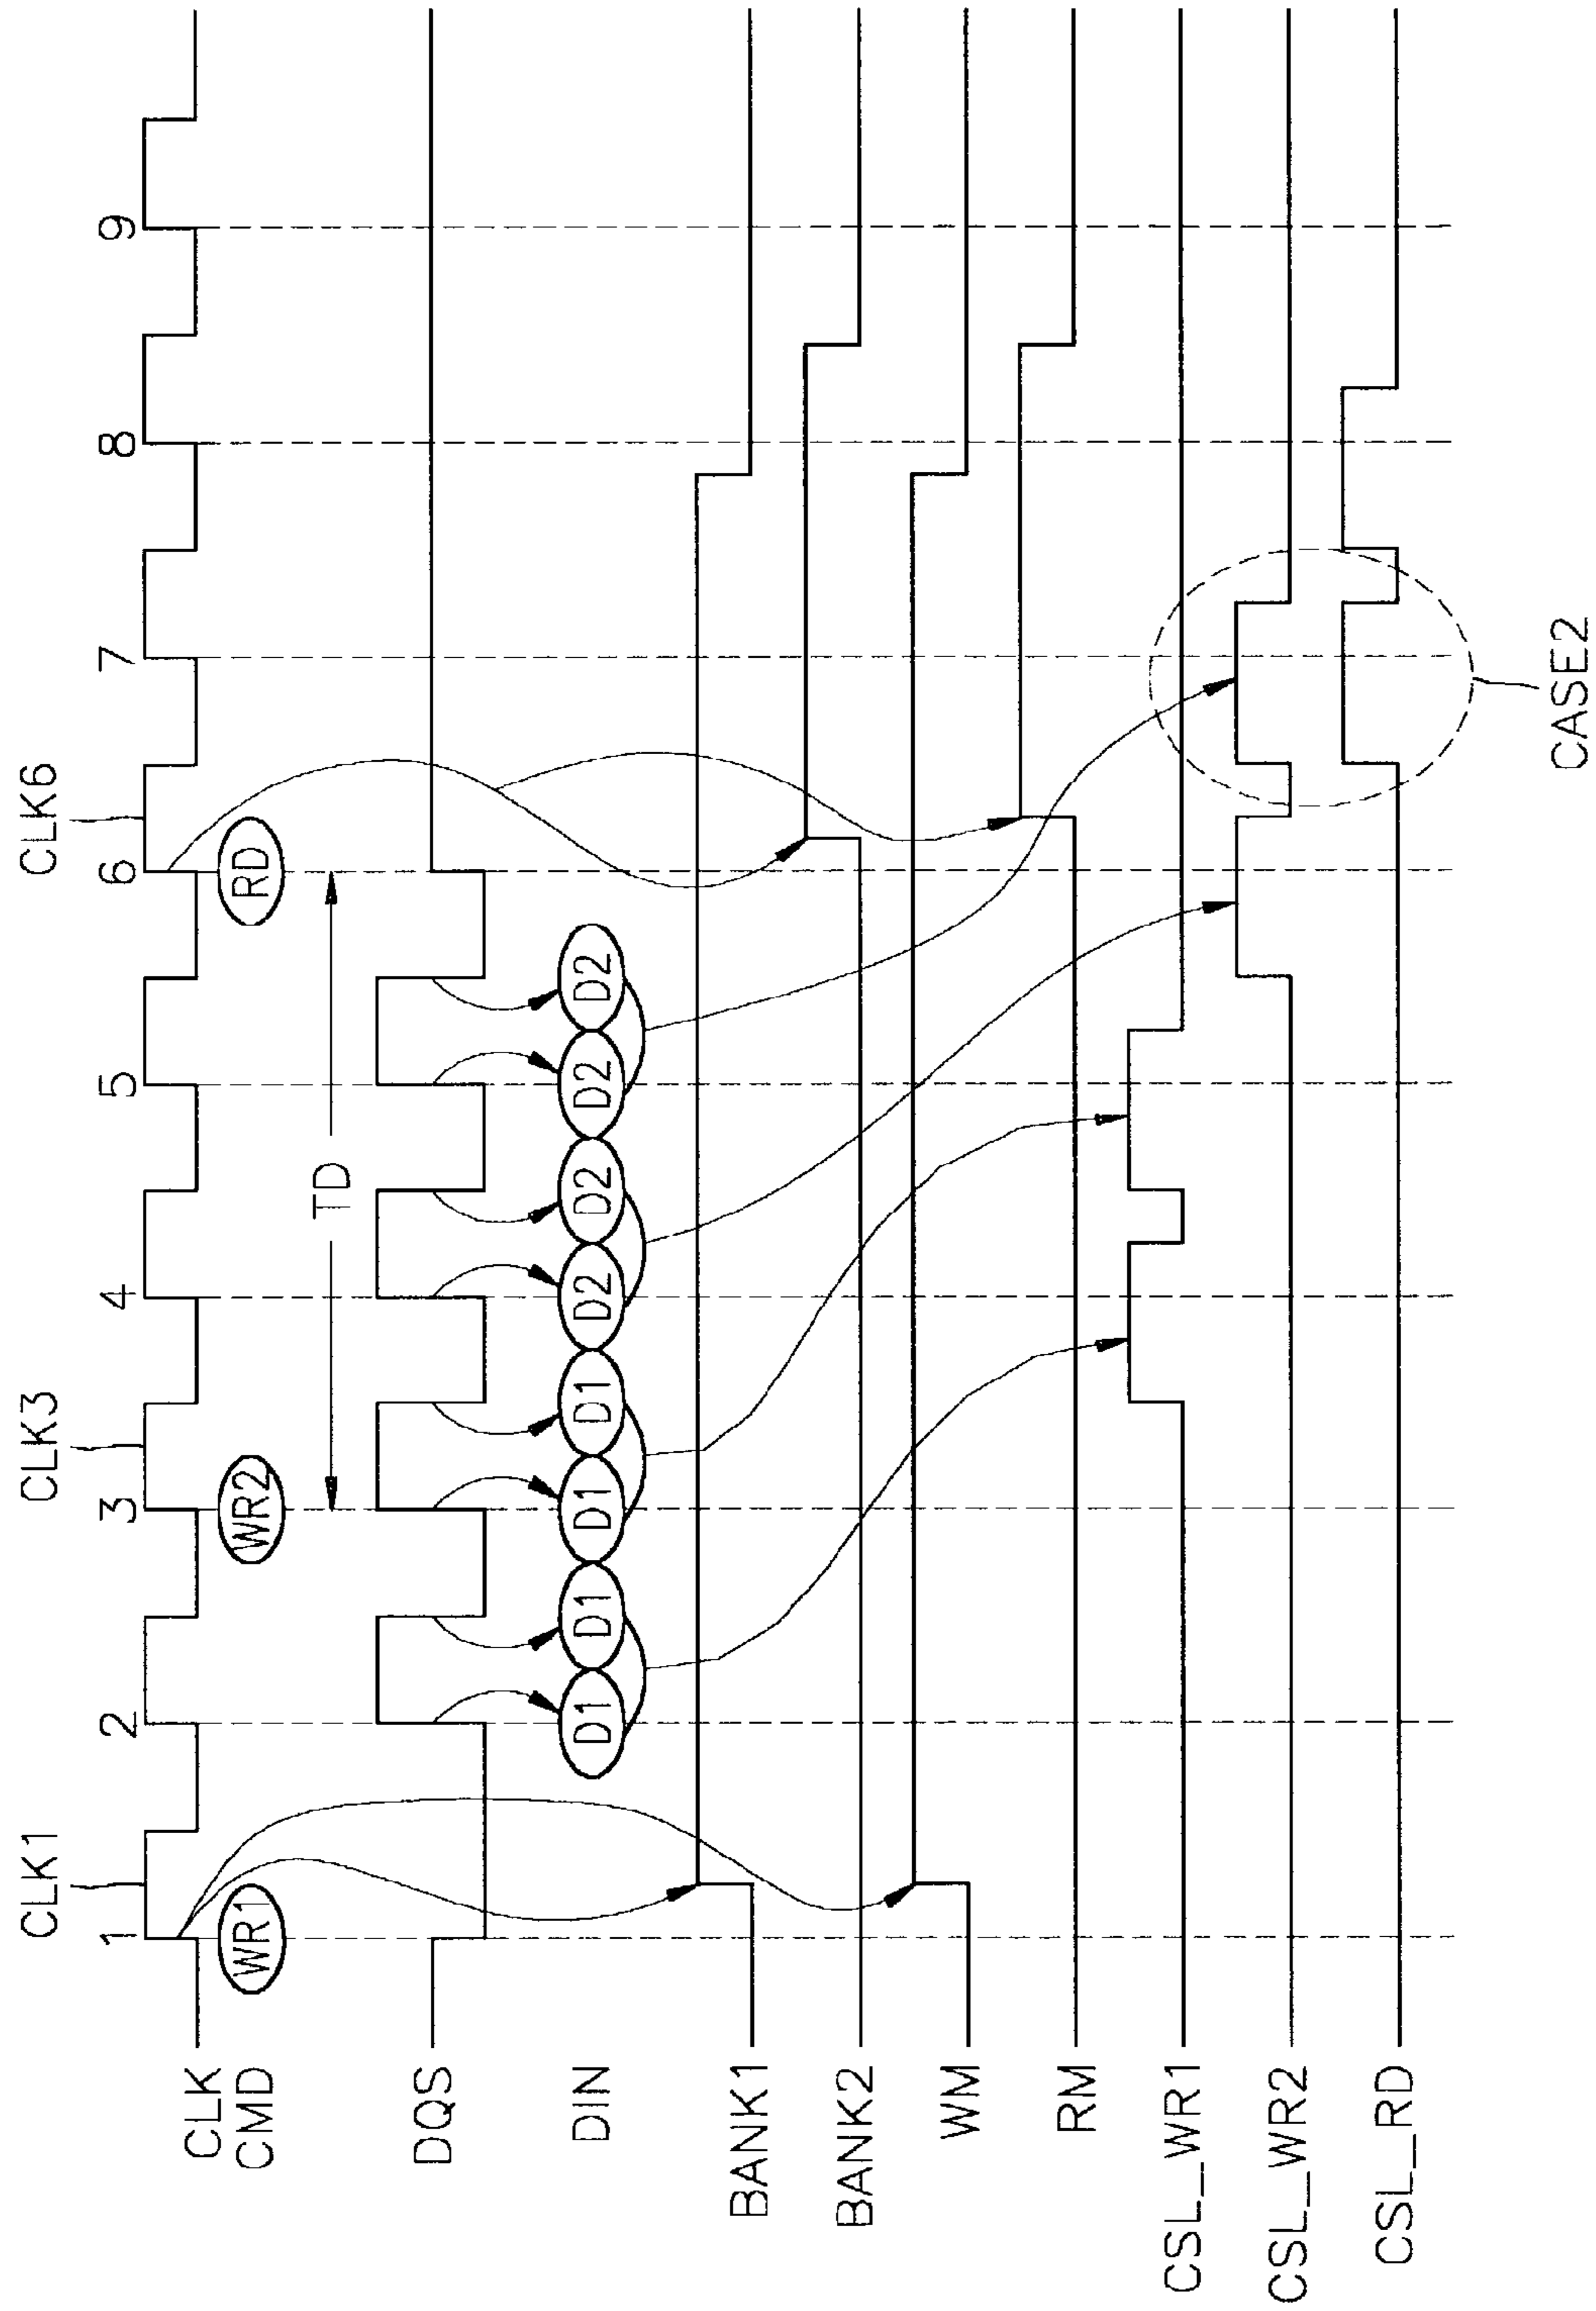 CLK1 CLK3 CLK6
1 2 3 4 5 6 7 8 9
CLK
CMD WR1 WR2 RD
TD
DQS
DIN D1 D1 D1 D1 D2 D2 D2 D2
BANK1
BANK2
WM
RM
CSL_WR1
CSL_WR2
CSL_RD
CASE2